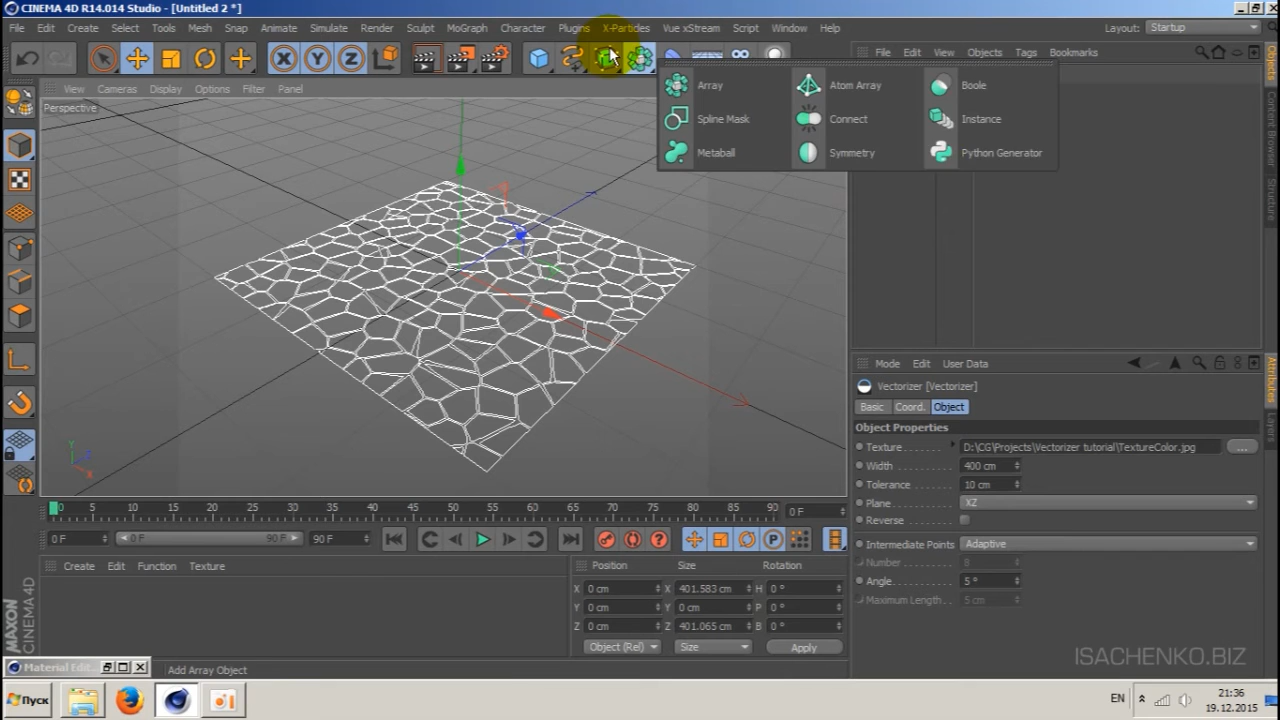 CINEMA 4D R14.014 Studio - [Untitled 2 *]
File Edit Create Select Tools Mesh Snap Animate Simulate Render Sculpt MoGraph Character Plugins X-Particles Vue xStream Script Window Help Layout: Startup
X Y Z
File Edit View Objects Tags Bookmarks
View Cameras Display Options Filter Panel
Perspective
Array Atom Array Boole
Spline Mask Connect Instance
Metaball Symmetry Python Generator
Objects
Content Browser
Structure
Mode Edit User Data
Vectorizer [Vectorizer]
Basic Coord. Object
Object Properties
Texture D:\CG\Projects\Vectorizer tutorial\TextureColor.jpg ...
Width 400 cm
Tolerance 10 cm
Plane XZ
Reverse
Intermediate Points Adaptive
Number 8
Angle 5 °
Maximum Length 5 cm
Attributes
Layers
Y
Z
X
0 5 10 15 20 25 30 35 40 45 50 55 60 65 70 75 80 85 90 0 F
0 F 0 F 90 F 90 F
Create Edit Function Texture
Position Size Rotation
X 0 cm X 401.583 cm H 0 °
Y 0 cm Y 0 cm P 0 °
Z 0 cm Z 401.065 cm B 0 °
Object (Rel) Size Apply
MAXON
CINEMA 4D
Material Edit...
Add Array Object
ISACHENKO.BIZ
Пуск
EN
21:36
19.12.2015